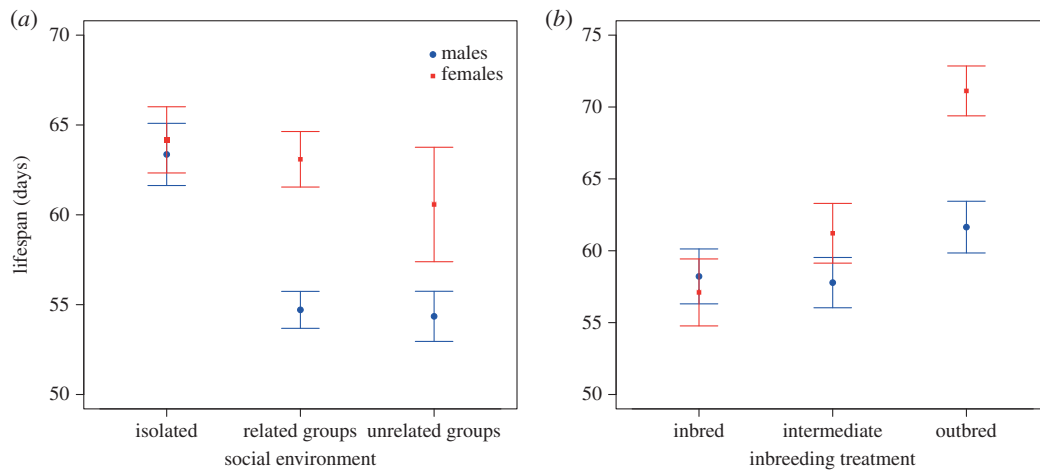 (a)
70
65
60
55
50
lifespan (days)
males
females
isolated related groups unrelated groups
social environment
(b)
75
70
65
60
55
50
inbred intermediate outbred
inbreeding treatment